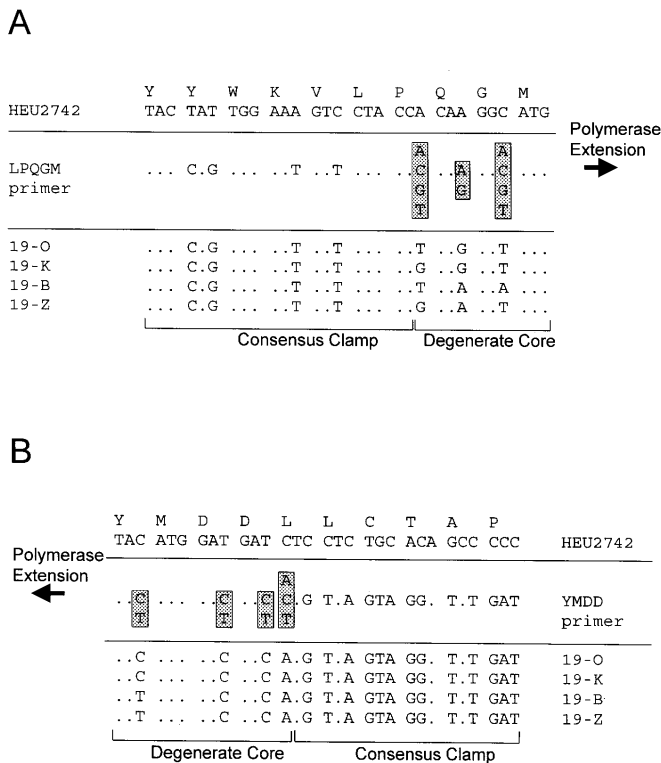 A
Y Y W K V L P Q G M
HEU2742 TAC TAT TGG AAA GTC CTA CCA CAA GGC ATG
Polymerase Extension
A A
LPQGM primer ... C.G ... ..T ..T ... ..C ..A ..C ...
G G G
T T
19-O ... C.G ... ..T ..T ... ..T ..G ..T ...
19-K ... C.G ... ..T ..T ... ..G ..G ..T ...
19-B ... C.G ... ..T ..T ... ..T ..A ..A ...
19-Z ... C.G ... ..T ..T ... ..G ..A ..T ...
Consensus Clamp Degenerate Core
B
Y M D D L L C T A P
TAC ATG GAT GAT CTC CTC TGC ACA GCC CCC HEU2742
Polymerase Extension
A
..C ... ..C ..C C.G T.A GTA GG. T.T GAT YMDD primer
T T T T
..C ... ..C ..C A.G T.A GTA GG. T.T GAT 19-O
..C ... ..C ..C A.G T.A GTA GG. T.T GAT 19-K
..T ... ..C ..C A.G T.A GTA GG. T.T GAT 19-B
..T ... ..C ..C A.G T.A GTA GG. T.T GAT 19-Z
Degenerate Core Consensus Clamp